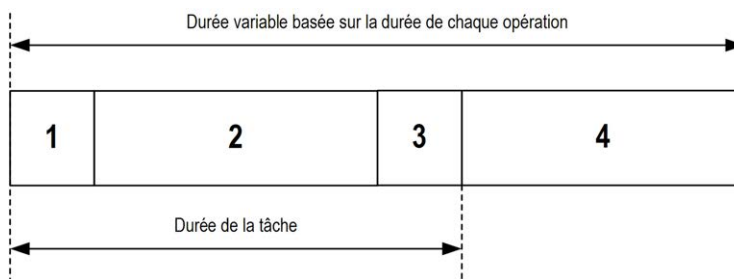 Durée variable basée sur la durée de chaque opération
1 2 3 4
Durée de la tâche